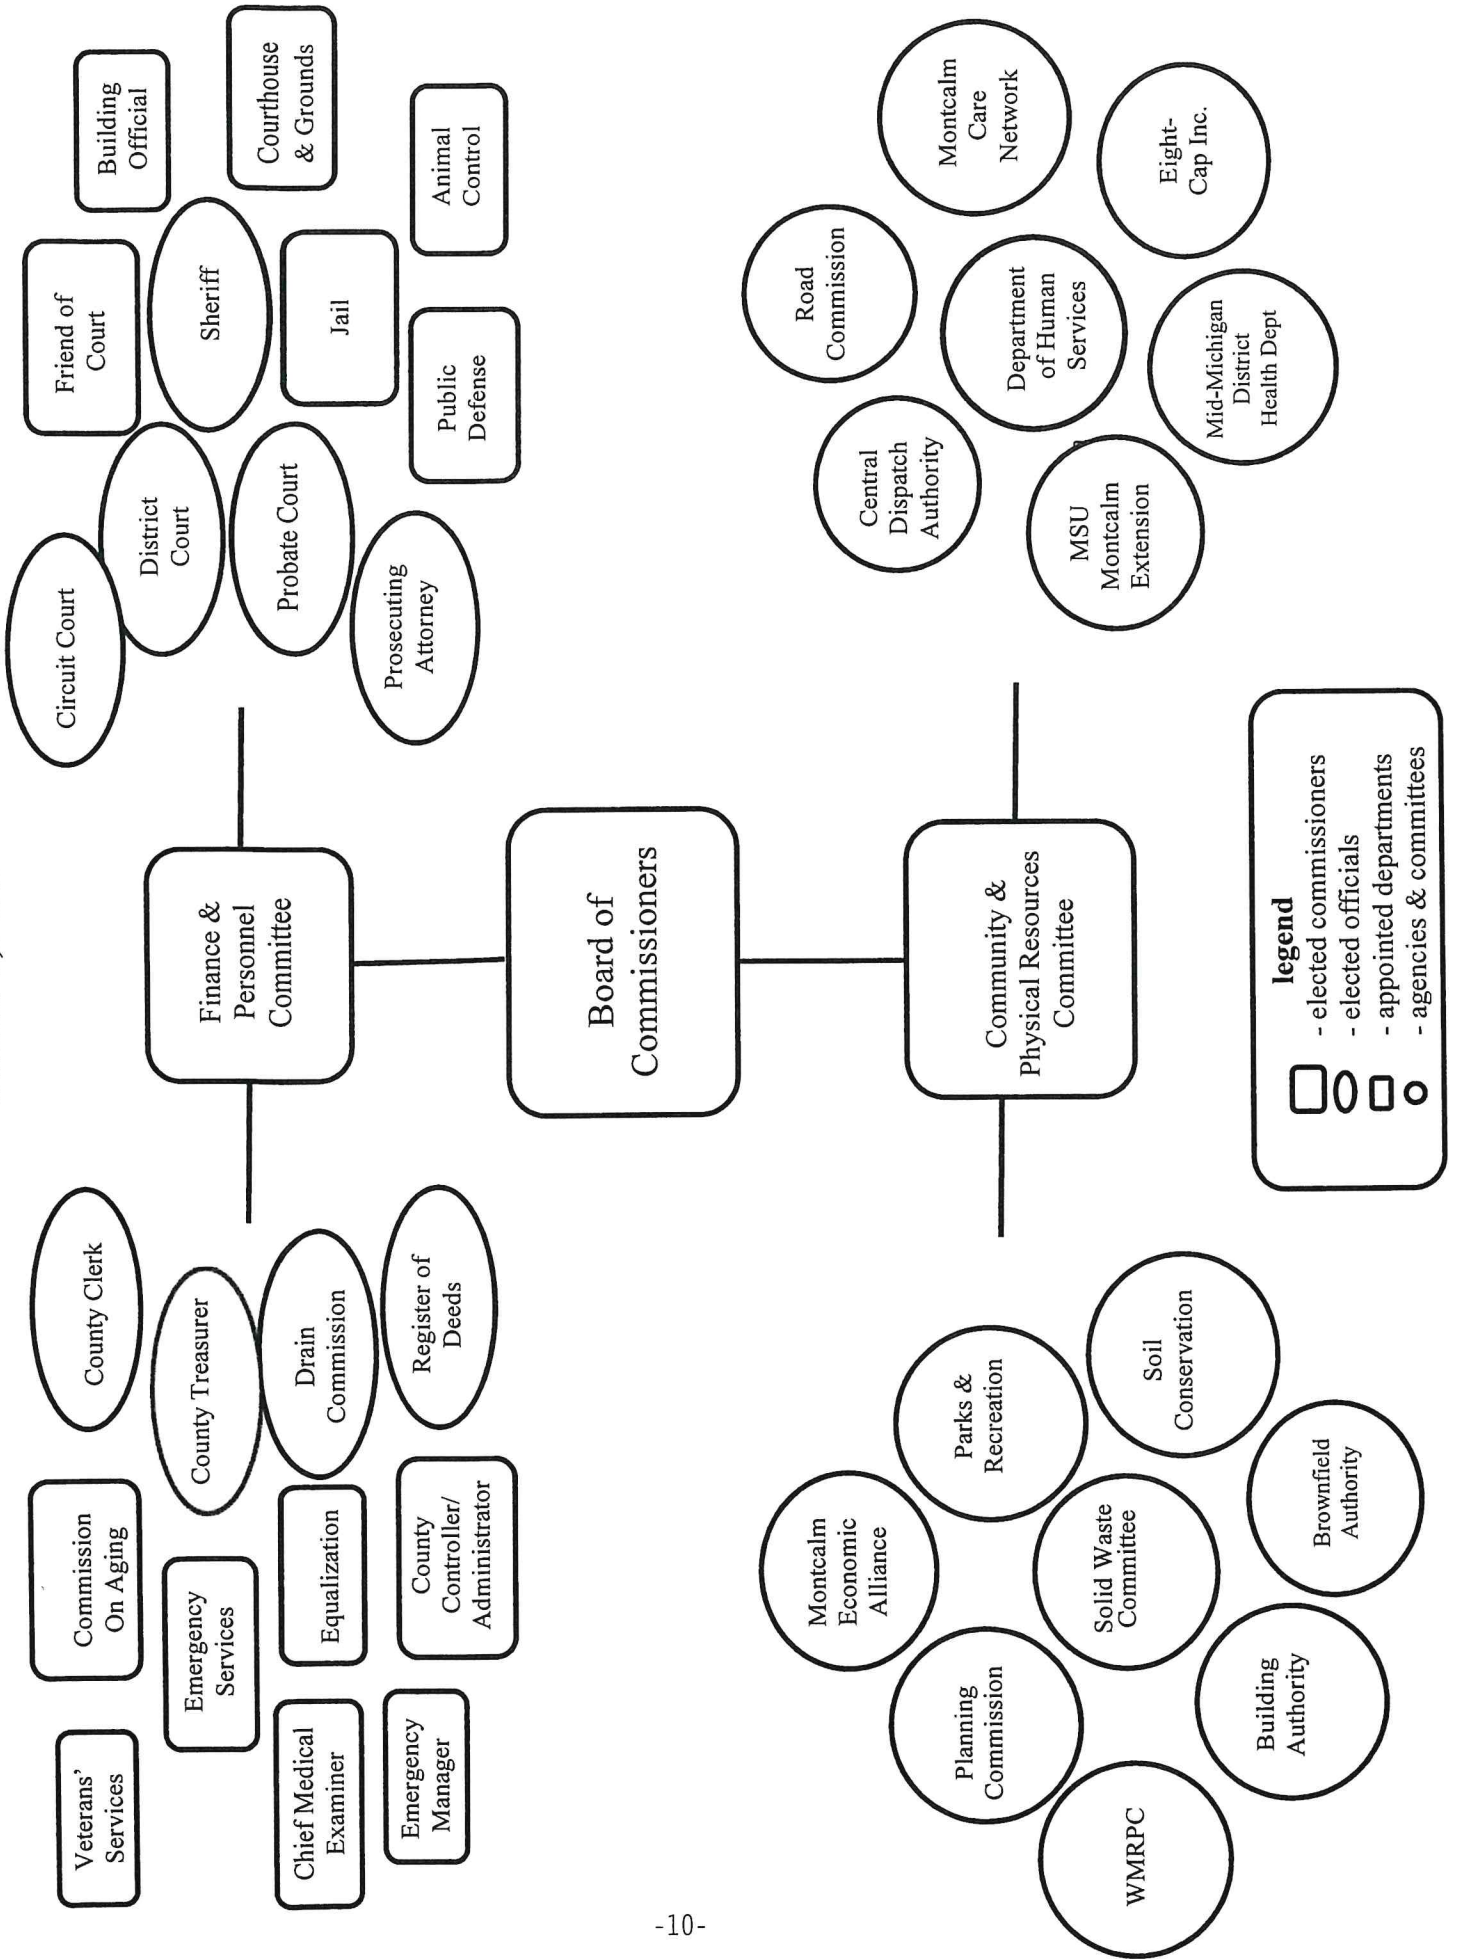 Veterans'
Services
Commission
On Aging
County Clerk
Emergency
Services
County Treasurer
Chief Medical
Examiner
Equalization
Drain
Commission
Emergency
Manager
County
Controller/
Administrator
Register of
Deeds
Finance &
Personnel
Committee
Circuit Court
Friend of
Court
Building
Official
District
Court
Sheriff
Courthouse
& Grounds
Probate Court
Jail
Prosecuting
Attorney
Public
Defense
Animal
Control
Board of
Commissioners
Montcalm
Economic
Alliance
Planning
Commission
Parks &
Recreation
WMRPC
Solid Waste
Committee
Soil
Conservation
Building
Authority
Brownfield
Authority
Community &
Physical Resources
Committee
Road
Commission
Central
Dispatch
Authority
Montcalm
Care
Network
Department
of Human
Services
MSU
Montcalm
Extension
Eight-
Cap Inc.
Mid-Michigan
District
Health Dept
legend
- elected commissioners
- elected officials
- appointed departments
- agencies & committees
-10-